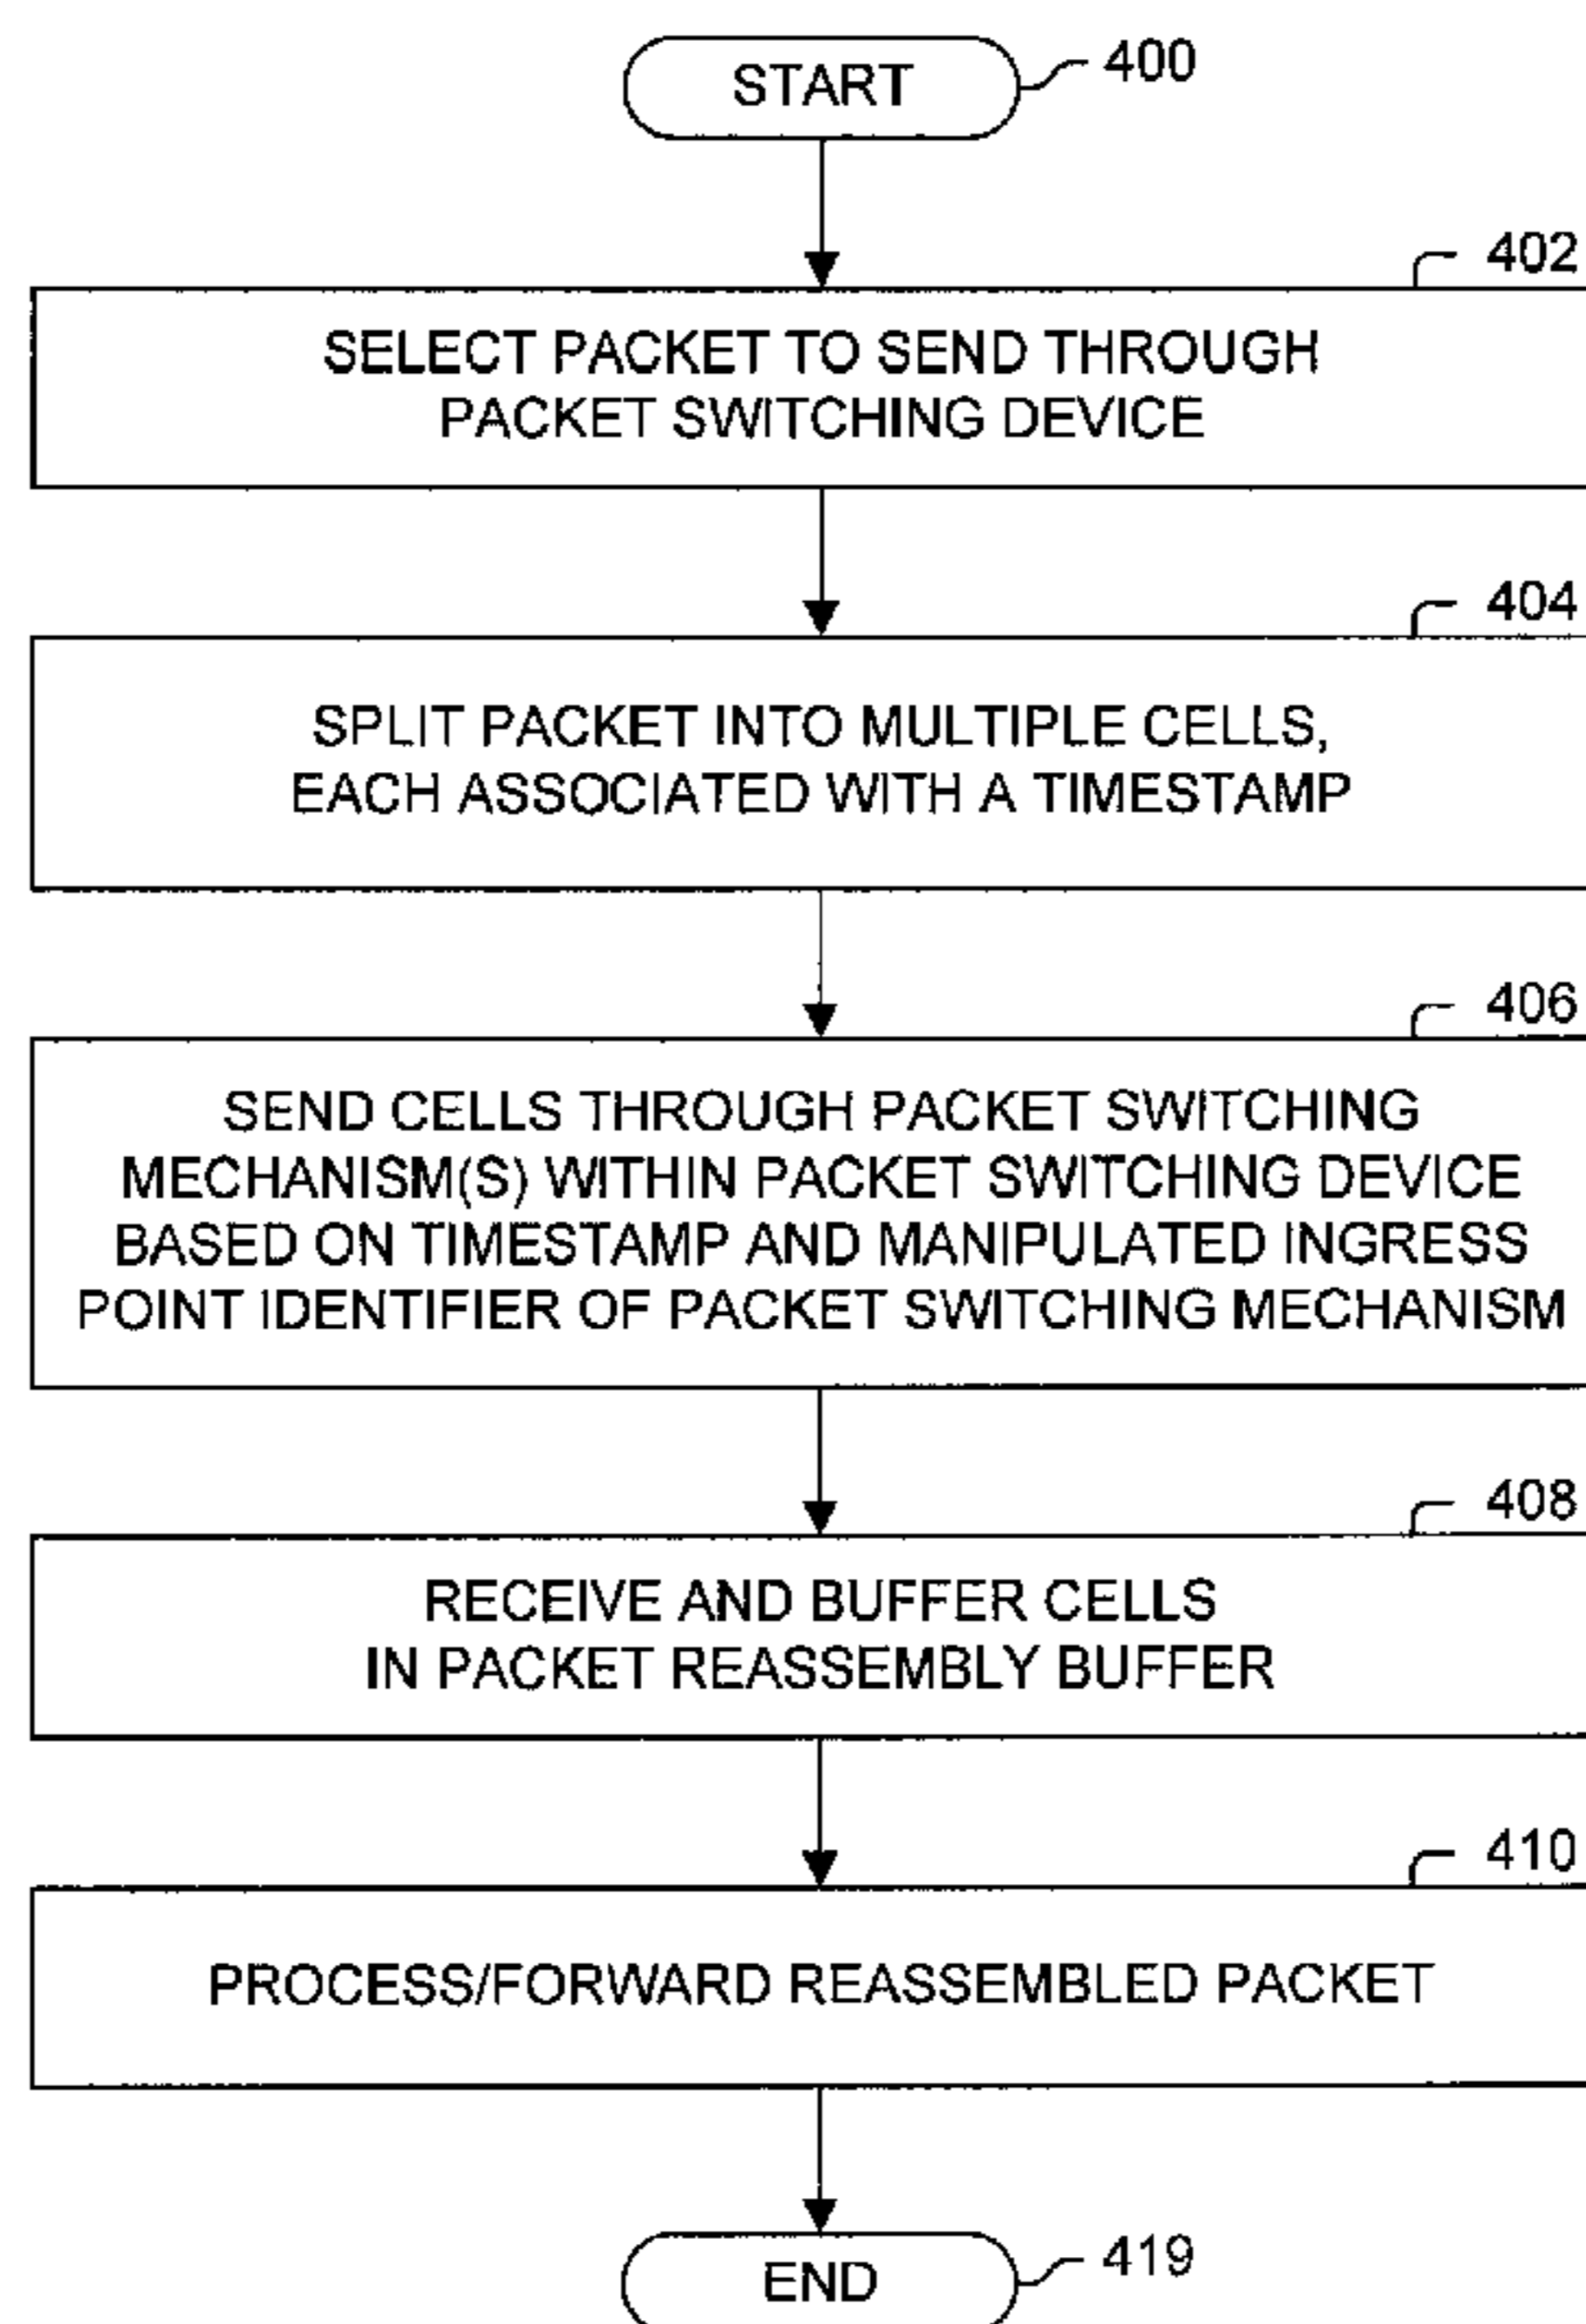 START
400
402
SELECT PACKET TO SEND THROUGH
PACKET SWITCHING DEVICE
404
SPLIT PACKET INTO MULTIPLE CELLS,
EACH ASSOCIATED WITH A TIMESTAMP
406
SEND CELLS THROUGH PACKET SWITCHING
MECHANISM(S) WITHIN PACKET SWITCHING DEVICE
BASED ON TIMESTAMP AND MANIPULATED INGRESS
POINT IDENTIFIER OF PACKET SWITCHING MECHANISM
408
RECEIVE AND BUFFER CELLS
IN PACKET REASSEMBLY BUFFER
410
PROCESS/FORWARD REASSEMBLED PACKET
END
419